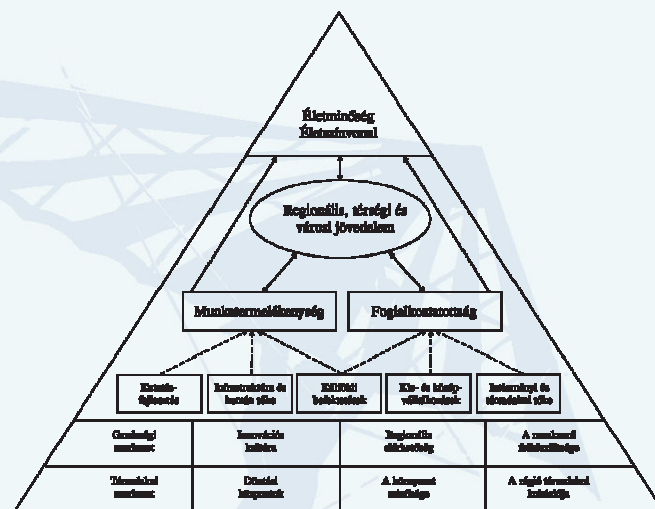 Életminőség
Életszínvonal
Regionális, térségi és
városi jövedelem
Munkatermelékenység
Foglalkoztatottság
Kutatás-
fejlesztés
Infrastruktúra és
humán tőke
Külföldi
befektetések
Kis- és közép-
vállalkozások
Intézményi és
társadalmi tőke
Gazdasági
szerkezet
Innovációs
kultúra
Regionális
elérhetőség
A munkaerő
felkészültsége
Társadalmi
szerkezet
Döntési
központok
A környezet
minősége
A régió társadalmi
kohéziója